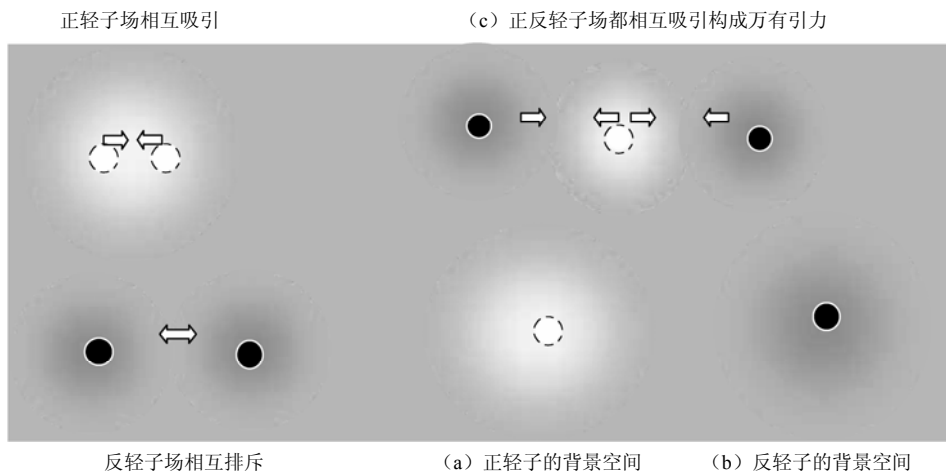 正轻子场相互吸引
（c）正反轻子场都相互吸引构成万有引力
反轻子场相互排斥
（a）正轻子的背景空间
（b）反轻子的背景空间